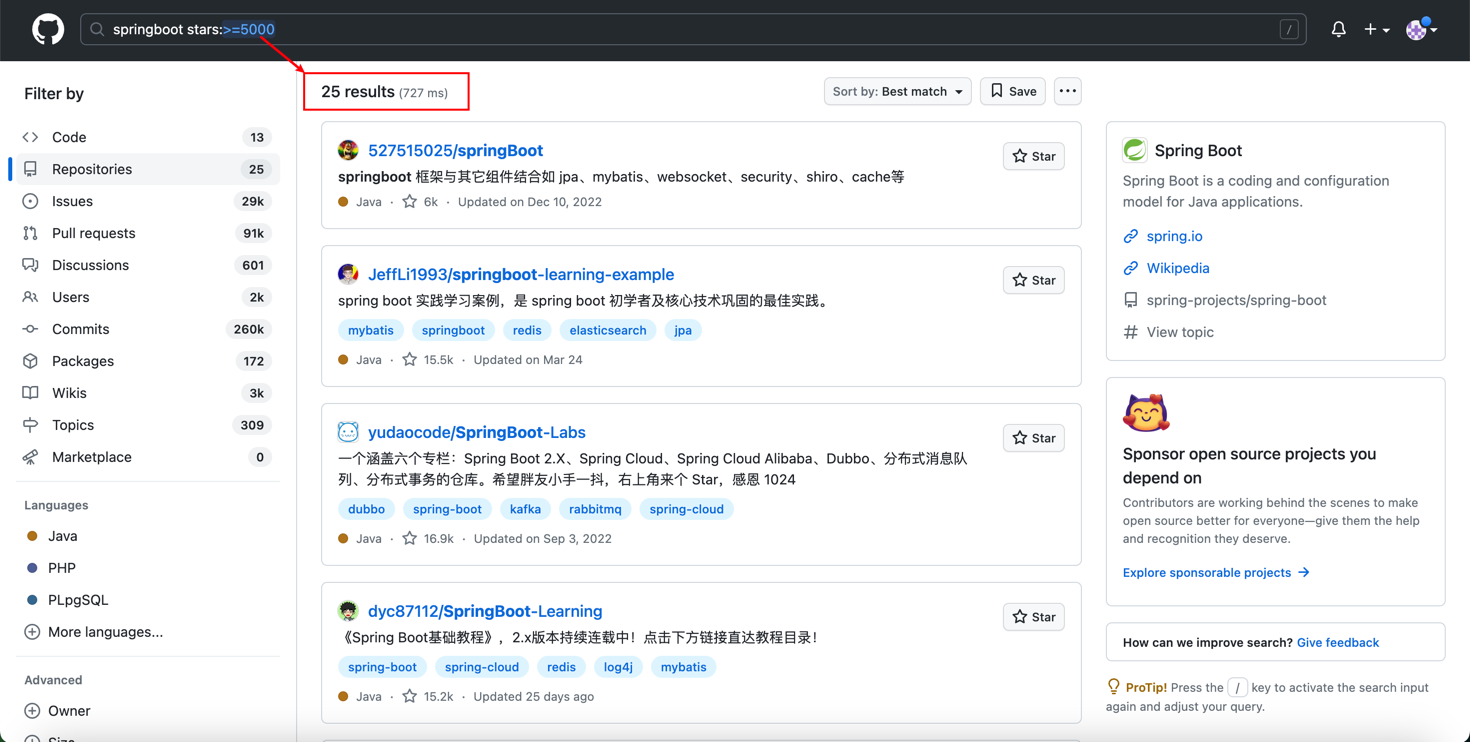 springboot stars:>=5000
/
Filter by
Code 13
Repositories 25
Issues 29k
Pull requests 91k
Discussions 601
Users 2k
Commits 260k
Packages 172
Wikis 3k
Topics 309
Marketplace 0
Languages
Java
PHP
PLpgSQL
More languages...
Advanced
Owner
Size
25 results (727 ms)
Sort by: Best match
Save
527515025/springBoot
Star
springboot 框架与其它组件结合如 jpa、mybatis、websocket、security、shiro、cache等
Java · 6k · Updated on Dec 10, 2022
JeffLi1993/springboot-learning-example
Star
spring boot 实践学习案例，是 spring boot 初学者及核心技术巩固的最佳实践。
mybatis springboot redis elasticsearch jpa
Java · 15.5k · Updated on Mar 24
yudaocode/SpringBoot-Labs
Star
一个涵盖六个专栏：Spring Boot 2.X、Spring Cloud、Spring Cloud Alibaba、Dubbo、分布式消息队
列、分布式事务的仓库。希望胖友小手一抖，右上角来个 Star，感恩 1024
dubbo spring-boot kafka rabbitmq spring-cloud
Java · 16.9k · Updated on Sep 3, 2022
dyc87112/SpringBoot-Learning
Star
《Spring Boot基础教程》，2.x版本持续连载中！点击下方链接直达教程目录！
spring-boot spring-cloud redis log4j mybatis
Java · 15.2k · Updated 25 days ago
Spring Boot
Spring Boot is a coding and configuration
model for Java applications.
spring.io
Wikipedia
spring-projects/spring-boot
# View topic
Sponsor open source projects you
depend on
Contributors are working behind the scenes to make
open source better for everyone—give them the help
and recognition they deserve.
Explore sponsorable projects →
How can we improve search? Give feedback
ProTip! Press the / key to activate the search input
again and adjust your query.